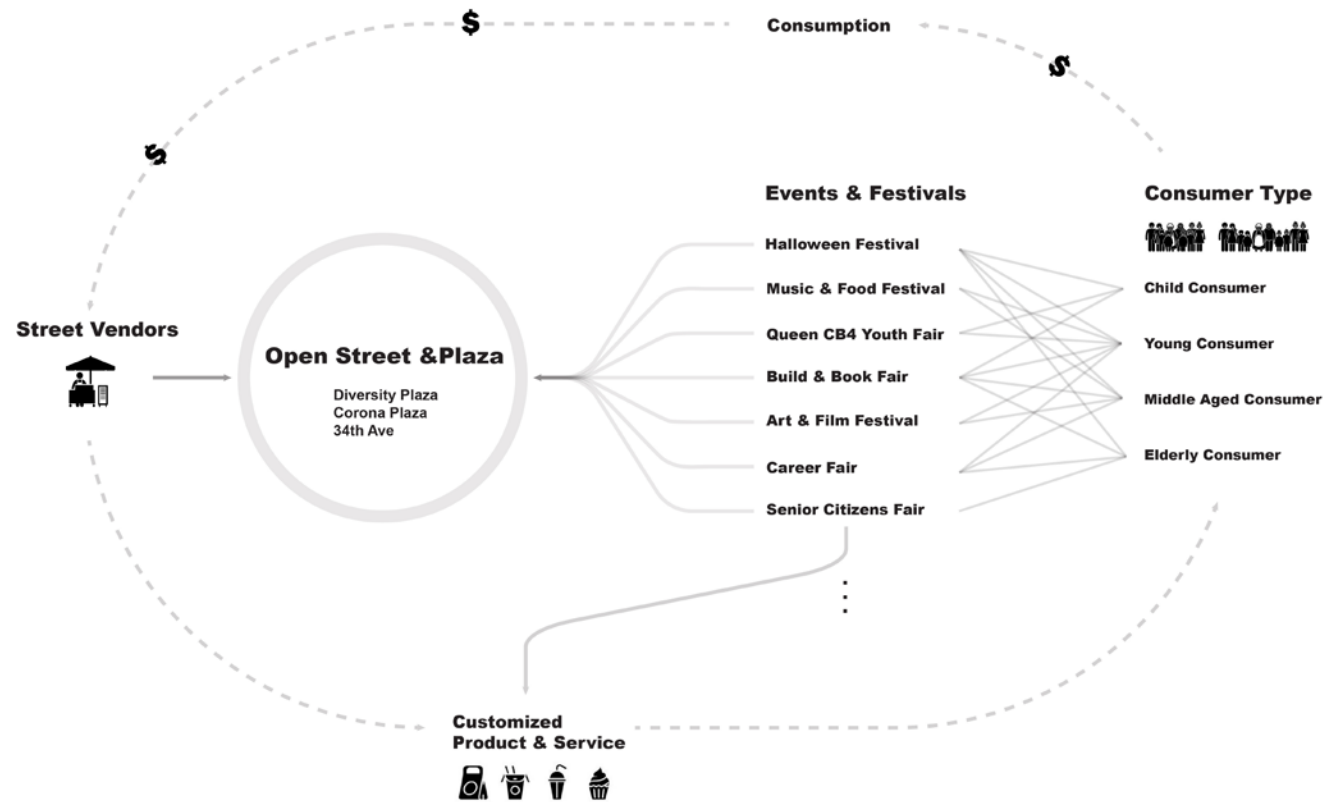 $
Consumption
$
$
Events & Festivals
Consumer Type
Halloween Festival
Music & Food Festival
Queen CB4 Youth Fair
Build & Book Fair
Art & Film Festival
Career Fair
Senior Citizens Fair
Child Consumer
Young Consumer
Middle Aged Consumer
Elderly Consumer
Street Vendors
Open Street &Plaza
Diversity Plaza
Corona Plaza
34th Ave
Customized
Product & Service